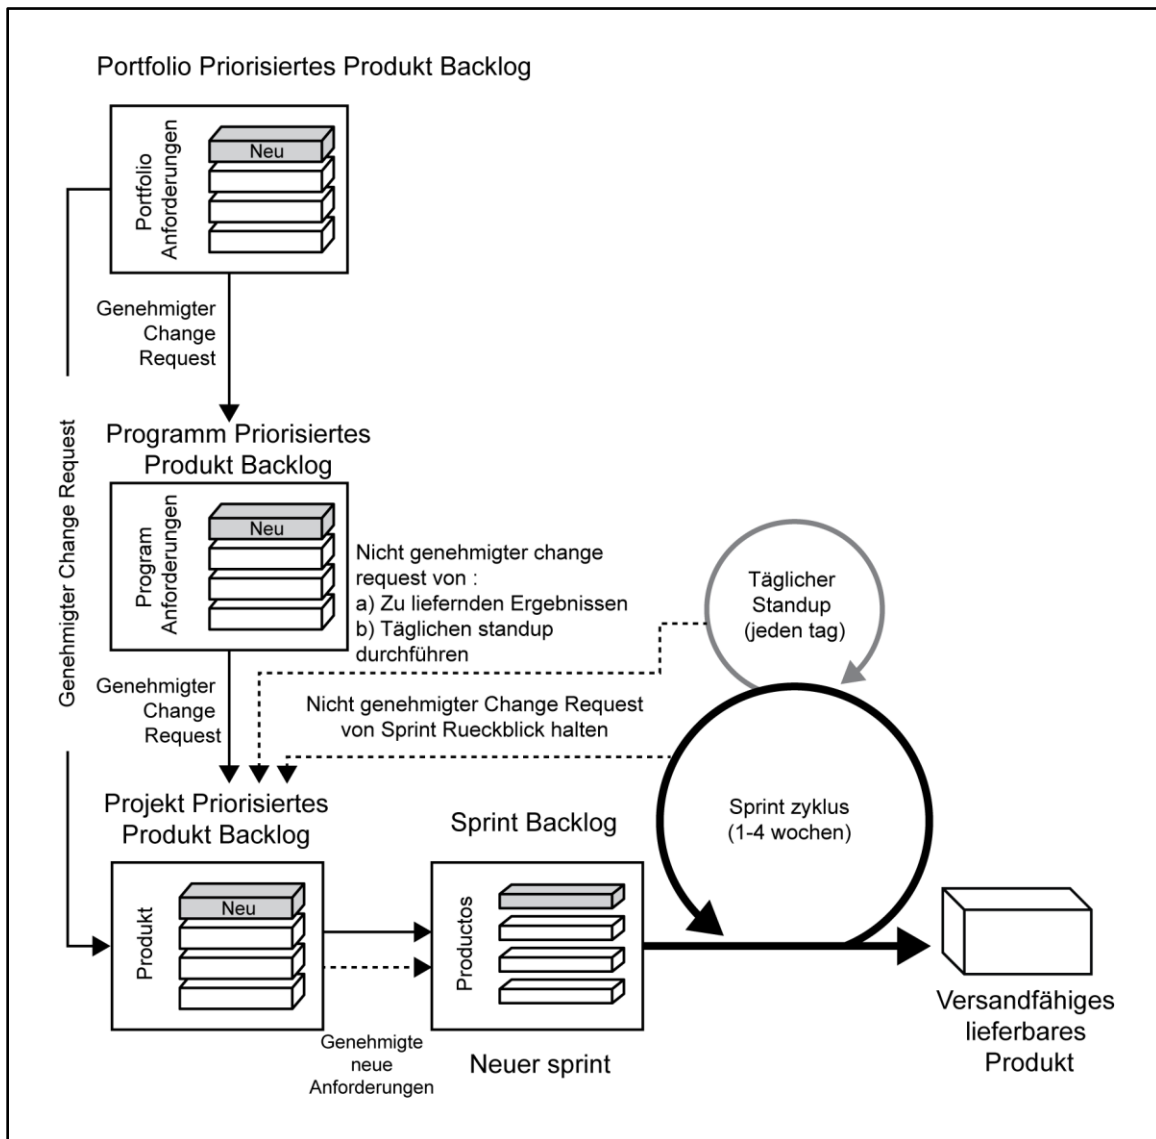 Portfolio Priorisiertes Produkt Backlog
Portfolio
Anforderungen
Neu
Genehmigter
Change
Request
Genehmigter Change Request
Programm Priorisiertes
Produkt Backlog
Program
Anforderungen
Neu
Nicht genehmigter change
request von :
a) Zu liefernden Ergebnissen
b) Täglichen standup
durchführen
Täglicher
Standup
(jeden tag)
Genehmigter
Change
Request
Nicht genehmigter Change Request
von Sprint Rueckblick halten
Projekt Priorisiertes
Produkt Backlog
Produkt
Neu
Sprint Backlog
Productos
Sprint zyklus
(1-4 wochen)
Genehmigte
neue
Anforderungen
Neuer sprint
Versandfähiges
lieferbares
Produkt